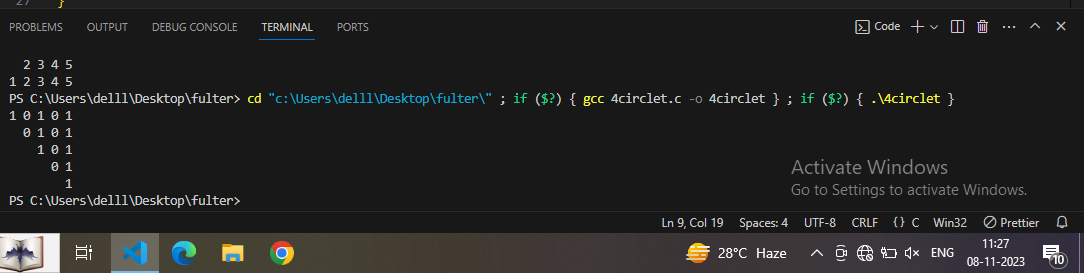 27 }
PROBLEMS OUTPUT DEBUG CONSOLE TERMINAL PORTS Code
  2 3 4 5
1 2 3 4 5
PS C:\Users\delll\Desktop\fulter> cd "c:\Users\delll\Desktop\fulter\" ; if ($?) { gcc 4circlet.c -o 4circlet } ; if ($?) { .\4circlet }
1 0 1 0 1
  0 1 0 1
    1 0 1
      0 1
        1
PS C:\Users\delll\Desktop\fulter>
Activate Windows
Go to Settings to activate Windows.
Ln 9, Col 19 Spaces: 4 UTF-8 CRLF {} C Win32 Prettier
28°C Haze ENG 11:27
08-11-2023 10